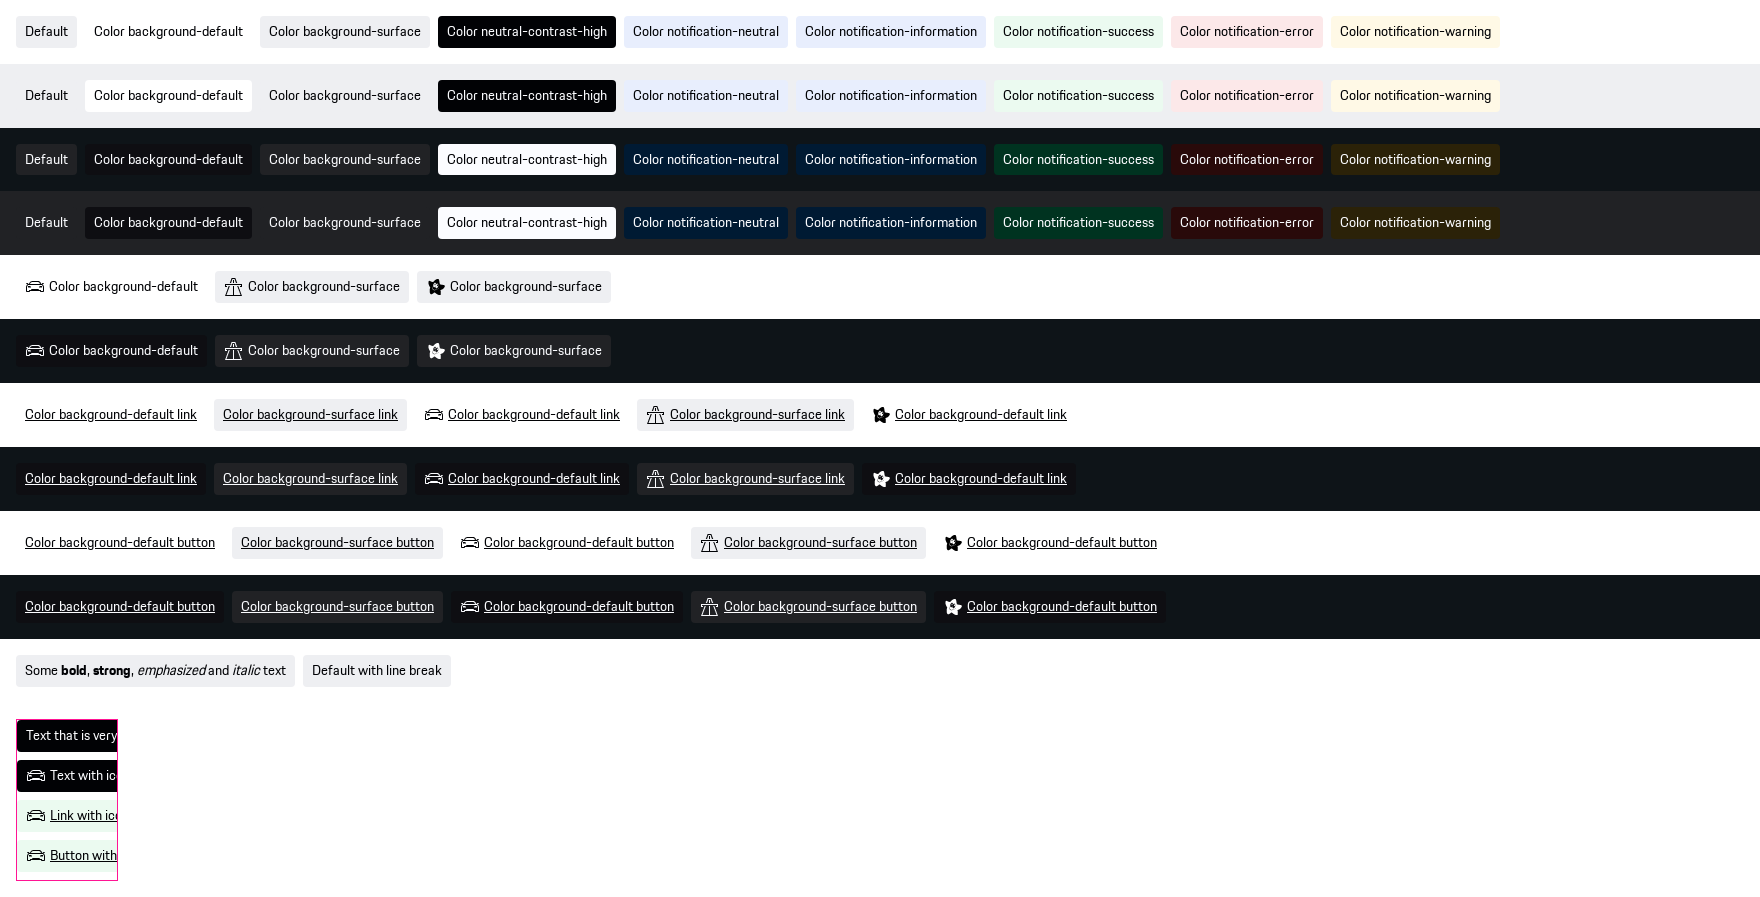 Default Color background-default Color background-surface Color neutral-contrast-high Color notification-neutral Color notification-information Color notification-success Color notification-error Color notification-warning
Default Color background-default Color background-surface Color neutral-contrast-high Color notification-neutral Color notification-information Color notification-success Color notification-error Color notification-warning
Default Color background-default Color background-surface Color neutral-contrast-high Color notification-neutral Color notification-information Color notification-success Color notification-error Color notification-warning
Default Color background-default Color background-surface Color neutral-contrast-high Color notification-neutral Color notification-information Color notification-success Color notification-error Color notification-warning
Color background-default Color background-surface Color background-surface
Color background-default Color background-surface Color background-surface
Color background-default link Color background-surface link Color background-default link Color background-surface link Color background-default link
Color background-default link Color background-surface link Color background-default link Color background-surface link Color background-default link
Color background-default button Color background-surface button Color background-default button Color background-surface button Color background-default button
Color background-default button Color background-surface button Color background-default button Color background-surface button Color background-default button
Some bold, strong, emphasized and italic text Default with line break
Text that is very
Text with
Link with
Button with